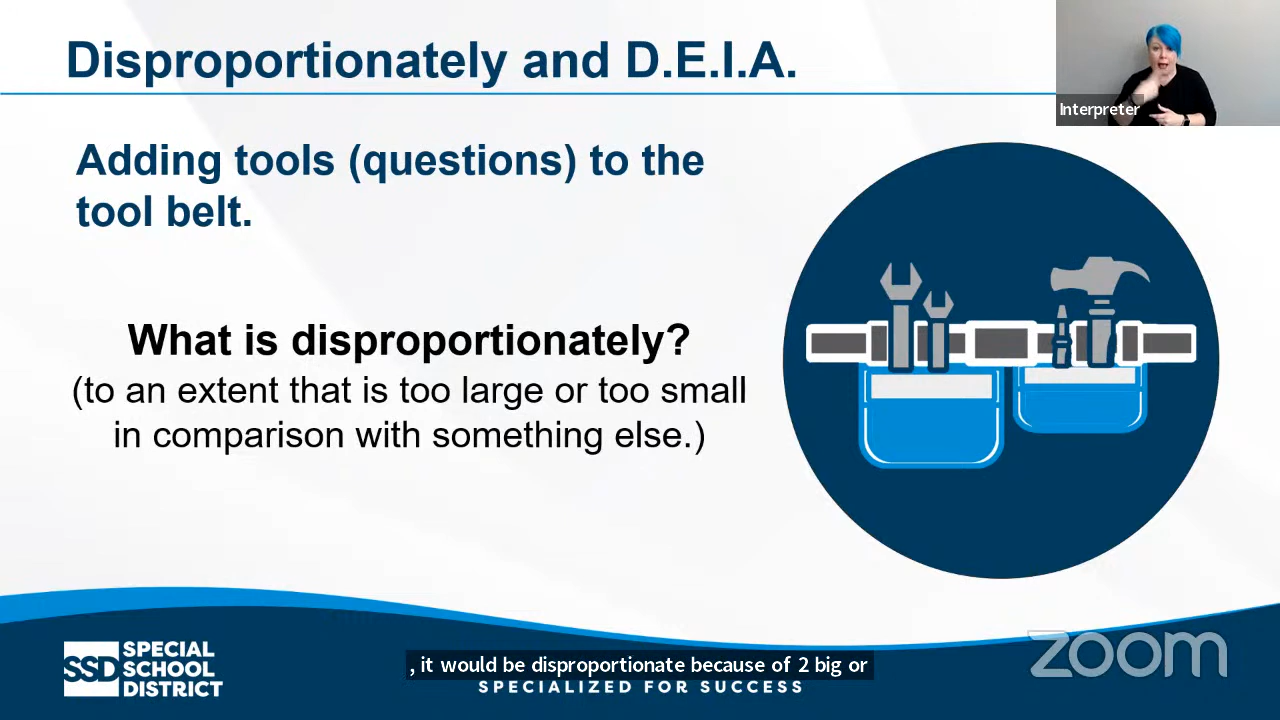 Disproportionately and D.E.I.A.
Interpreter
Adding tools (questions) to the
tool belt.
What is disproportionately?
(to an extent that is too large or too small
in comparison with something else.)
SSD
SPECIAL
SCHOOL
DISTRICT
, it would be disproportionate because of 2 big or
SPECIALIZED FOR SUCCESS
zoom